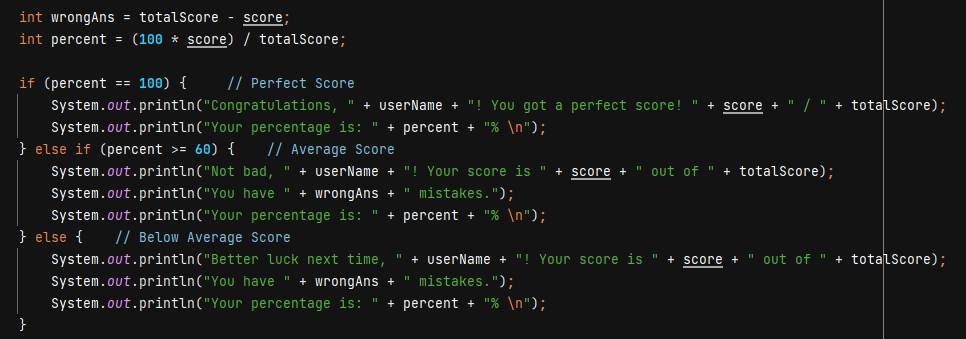 int wrongAns = totalScore - score;
int percent = (100 * score) / totalScore;
if (percent == 100) {     // Perfect Score
    System.out.println("Congratulations, " + userName + "! You got a perfect score! " + score + " / " + totalScore);
    System.out.println("Your percentage is: " + percent + "% \n");
} else if (percent >= 60) {    // Average Score
    System.out.println("Not bad, " + userName + "! Your score is " + score + " out of " + totalScore);
    System.out.println("You have " + wrongAns + " mistakes.");
    System.out.println("Your percentage is: " + percent + "% \n");
} else {    // Below Average Score
    System.out.println("Better luck next time, " + userName + "! Your score is " + score + " out of " + totalScore);
    System.out.println("You have " + wrongAns + " mistakes.");
    System.out.println("Your percentage is: " + percent + "% \n");
}